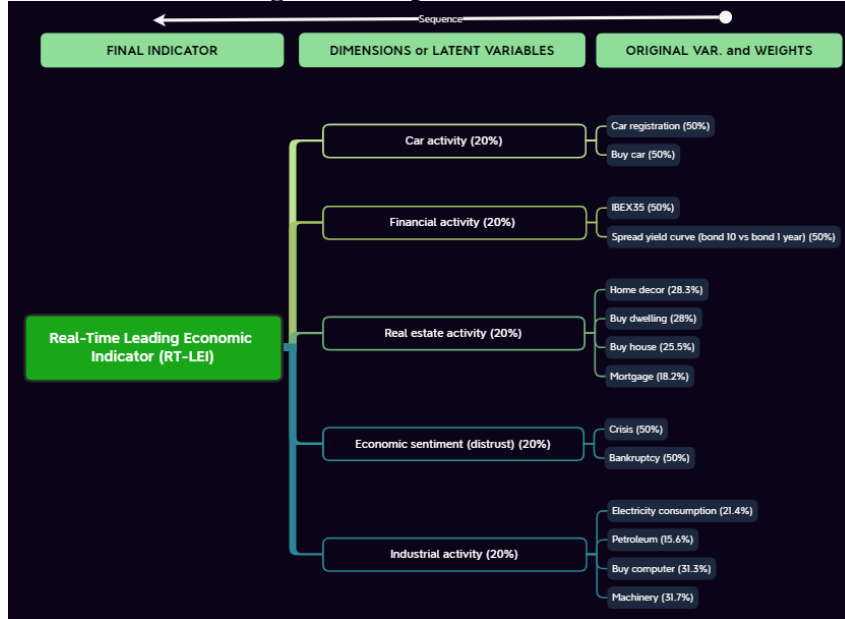 Sequence
FINAL INDICATOR
DIMENSIONS or LATENT VARIABLES
ORIGINAL VAR. and WEIGHTS
Car activity (20%)
Car registration (50%)
Buy car (50%)
Financial activity (20%)
IBEX35 (50%)
Spread yield curve (bond 10 vs bond 1 year) (50%)
Real-Time Leading Economic
Indicator (RT-LEI)
Real estate activity (20%)
Home decor (28.3%)
Buy dwelling (28%)
Buy house (25.5%)
Mortgage (18.2%)
Economic sentiment (distrust) (20%)
Crisis (50%)
Bankruptcy (50%)
Industrial activity (20%)
Electricity consumption (21.4%)
Petroleum (15.6%)
Buy computer (31.3%)
Machinery (31.7%)